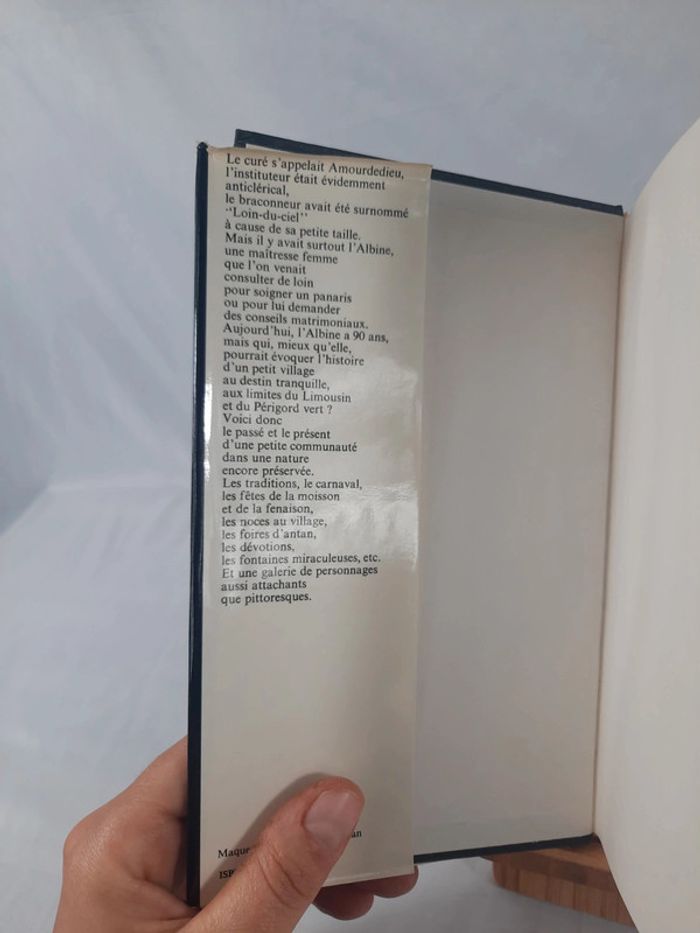 Le curé s'appelait Amourdedieu,
l'instituteur était évidemment
anticlérical,
le braconneur avait été surnommé
"Loin-du-ciel"
à cause de sa petite taille.
Mais il y avait surtout l'Albine,
une maîtresse femme
que l'on venait
consulter de loin
pour soigner un panaris
ou pour lui demander
des conseils matrimoniaux.
Aujourd'hui, l'Albine a 90 ans,
mais qui, mieux qu'elle,
pourrait évoquer l'histoire
d'un petit village
au destin tranquille,
aux limites du Limousin
et du Périgord vert ?
Voici donc
le passé et le présent
d'une petite communauté
dans une nature
encore préservée.
Les traditions, le carnaval,
les fêtes de la moisson
et de la fenaison,
les noces au village,
les foires d'antan,
les dévotions,
les fontaines miraculeuses, etc.
Et une galerie de personnages
aussi attachants
que pittoresques.